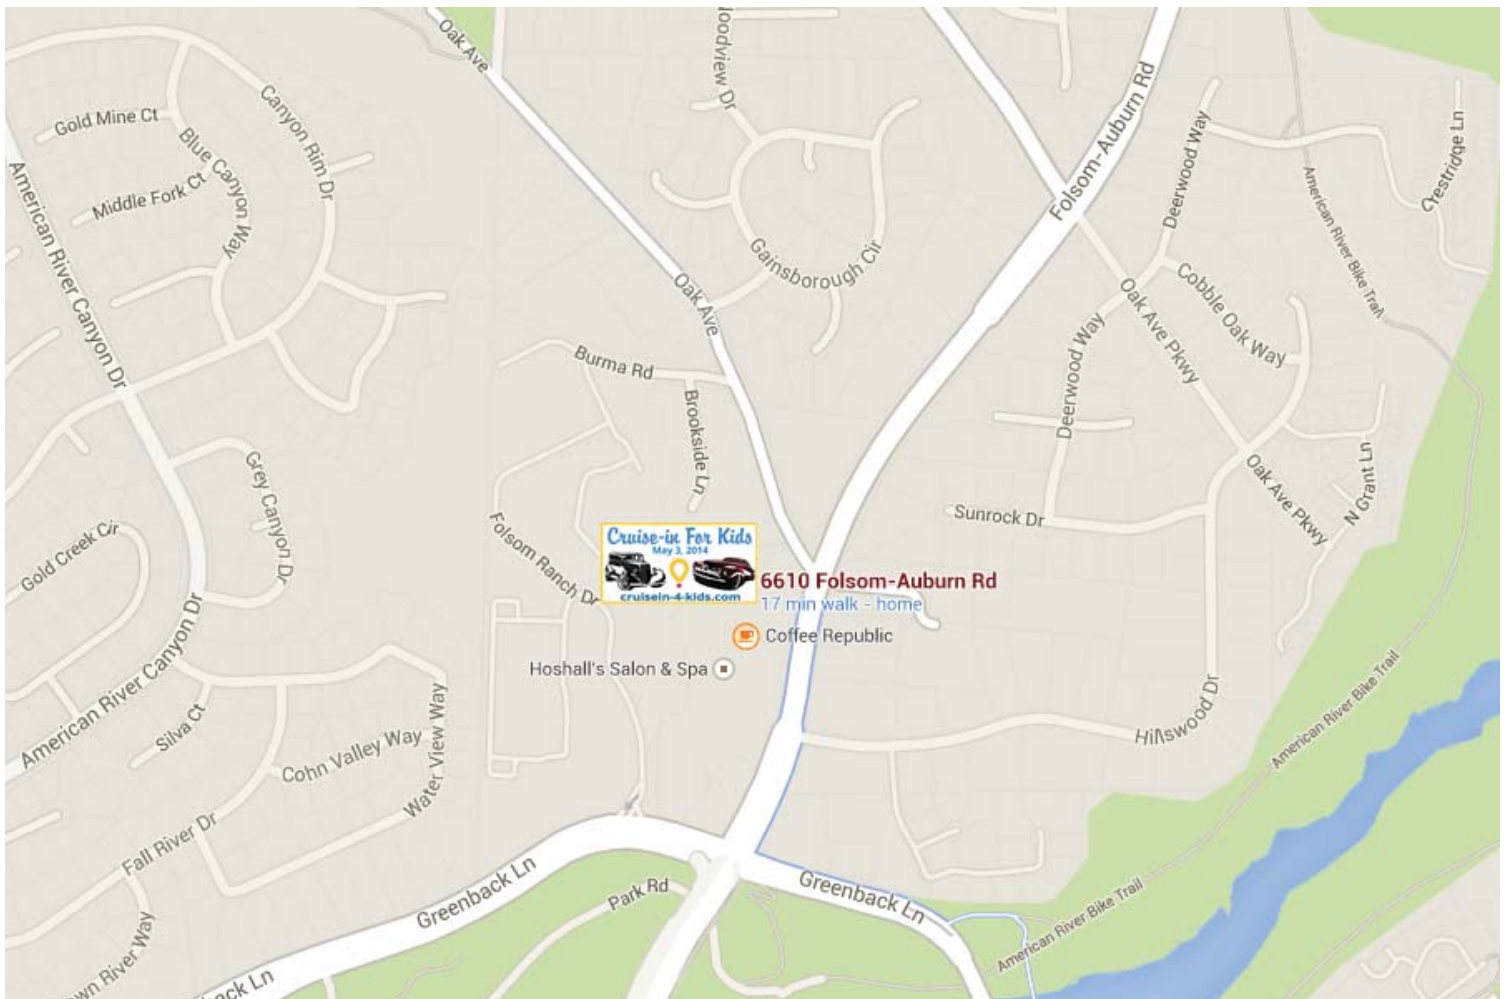 Oak Ave
Woodview Dr
Folsom-Auburn Rd
Gold Mine Ct
Canyon Rim Dr
Blue Canyon Way
Middle Fork Ct
American River Canyon Dr
Deerwood Way
Crestridge Ln
American River Bike Trail
Gainsborough Cir
Oak Ave
Cobble Oak Way
Oak Ave Pkwy
Deerwood Way
Burma Rd
Brookside Ln
Grey Canyon Dr
N Grant Ln
Oak Ave Pkwy
Sunrock Dr
Gold Creek Cir
Folsom Ranch Dr
Cruise-in For Kids
May 3, 2014
cruisein-4-kids.com
6610 Folsom-Auburn Rd
17 min walk - home
Coffee Republic
Hoshall's Salon & Spa
American River Canyon Dr
Silva Ct
Cohn Valley Way
Water View Way
Hillswood Dr
American River Bike Trail
Fall River Dr
Greenback Ln
Park Rd
Greenback Ln
American River Bike Trail
own River Way
back Ln